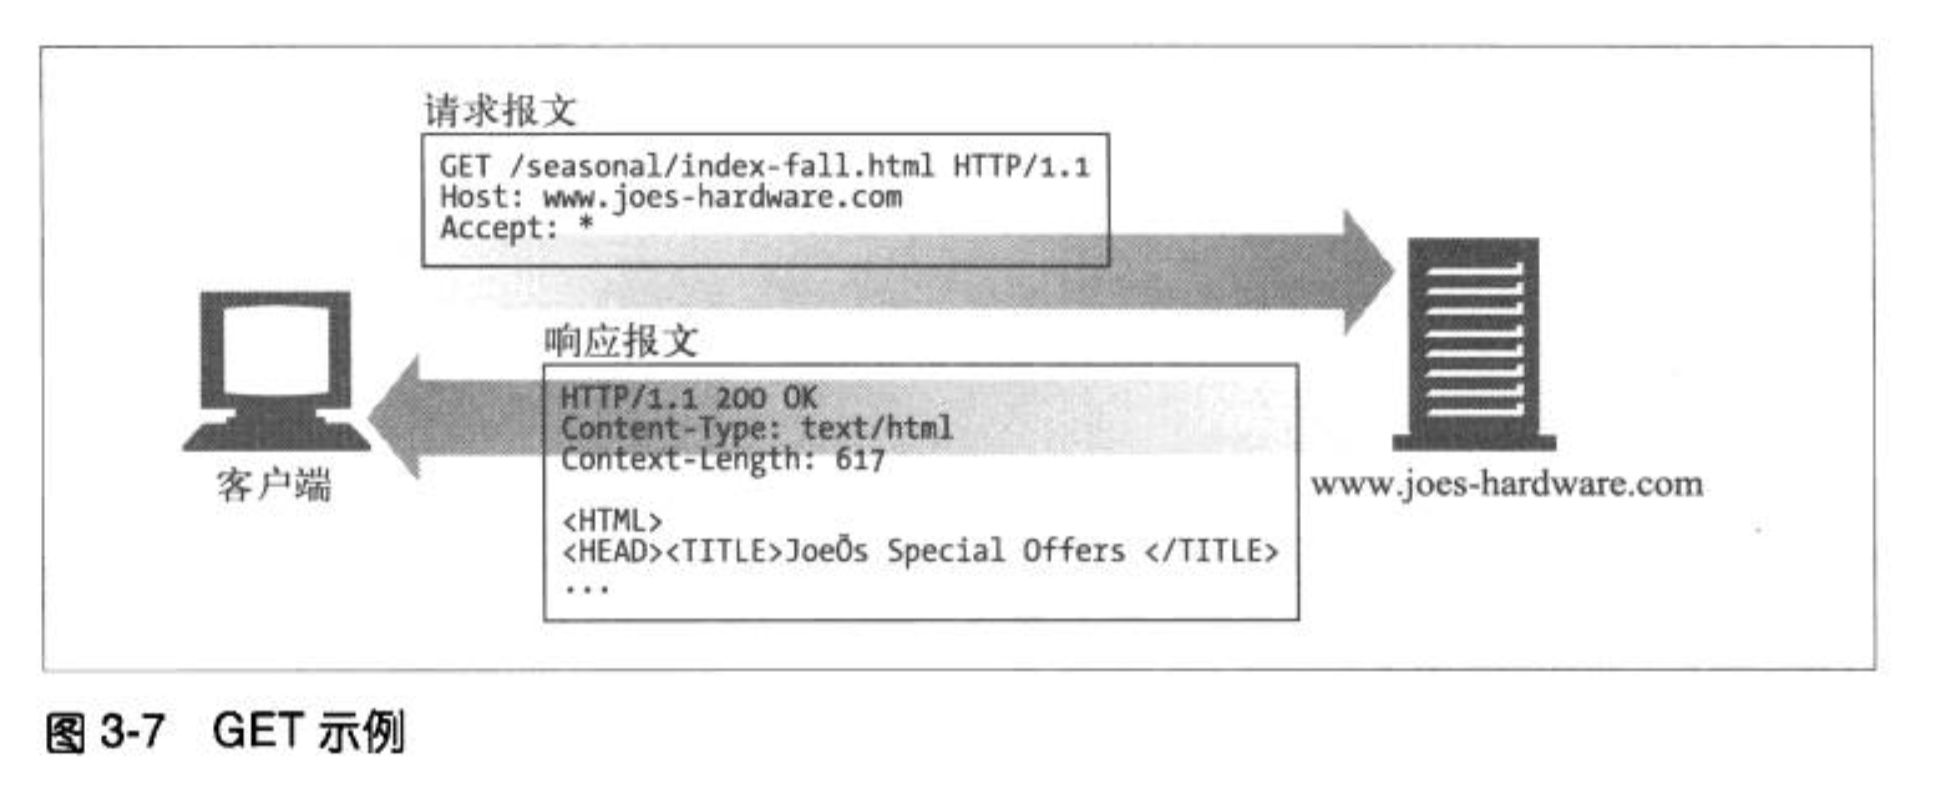 请求报文
GET /seasonal/index-fall.html HTTP/1.1
Host: www.joes-hardware.com
Accept: *
响应报文
HTTP/1.1 200 OK
Content-Type: text/html
Context-Length: 617
<HTML>
<HEAD><TITLE>JoeÕs Special Offers </TITLE>
...
客户端
www.joes-hardware.com
图 3-7 GET 示例